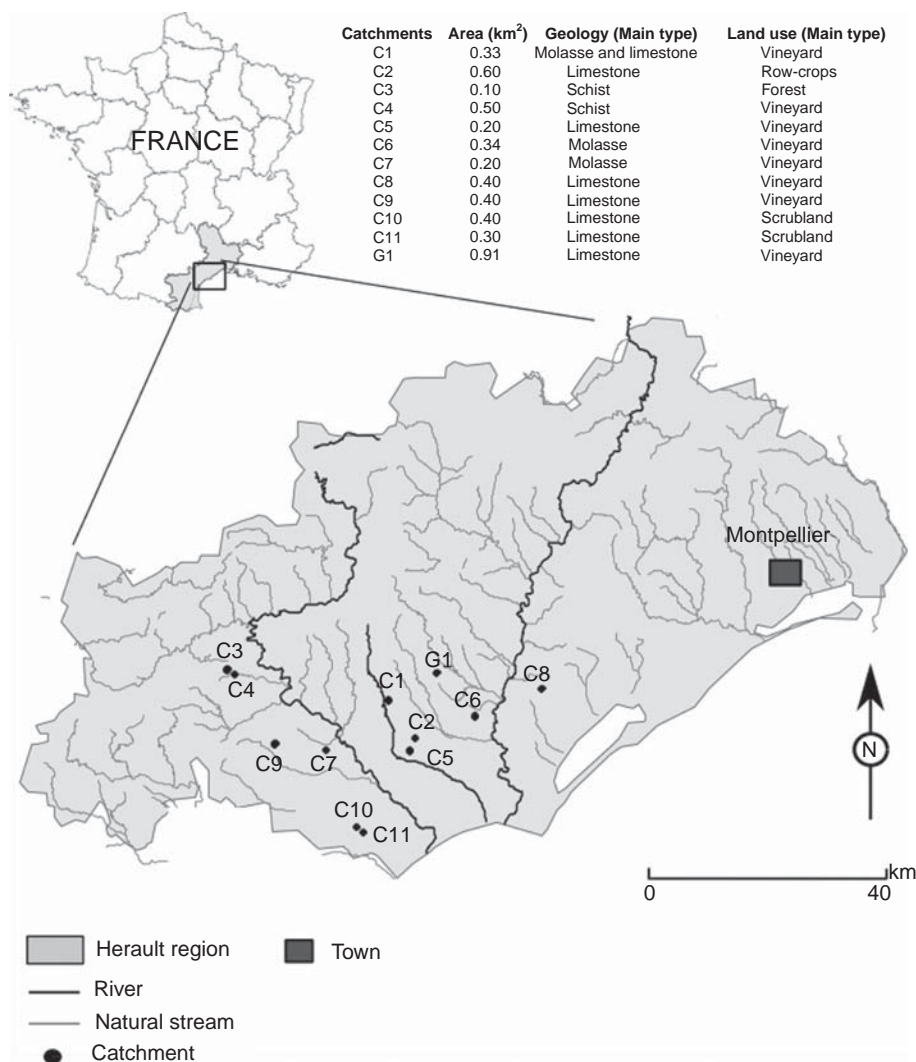 Catchments Area (km²) Geology (Main type) Land use (Main type)
C1 0.33 Molasse and limestone Vineyard
C2 0.60 Limestone Row-crops
C3 0.10 Schist Forest
C4 0.50 Schist Vineyard
C5 0.20 Limestone Vineyard
C6 0.34 Molasse Vineyard
C7 0.20 Molasse Vineyard
C8 0.40 Limestone Vineyard
C9 0.40 Limestone Vineyard
C10 0.40 Limestone Scrubland
C11 0.30 Limestone Scrubland
G1 0.91 Limestone Vineyard
FRANCE
Montpellier
C3
C4
G1
C8
C1
C6
C2
C9 C7 C5
C10
C11
N
km
0 40
Herault region Town
River
Natural stream
Catchment